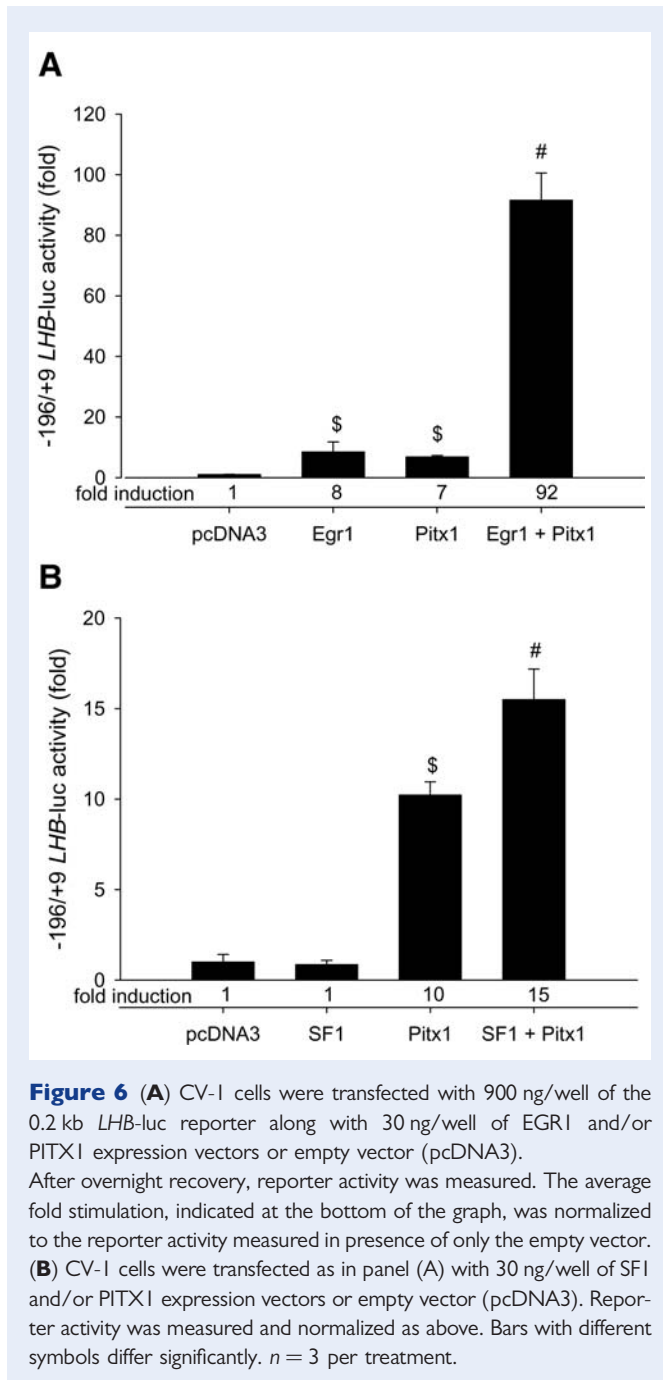 A
-196/+9 LHB-luc activity (fold)
120
100
80
60
40
20
0
#
$
$
fold induction 1 8 7 92
pcDNA3 Egr1 Pitx1 Egr1 + Pitx1
B
-196/+9 LHB-luc activity (fold)
20
15
10
5
0
#
$
fold induction 1 1 10 15
pcDNA3 SF1 Pitx1 SF1 + Pitx1
Figure 6 (A) CV-1 cells were transfected with 900 ng/well of the
0.2 kb LHB-luc reporter along with 30 ng/well of EGR1 and/or
PITX1 expression vectors or empty vector (pcDNA3).
After overnight recovery, reporter activity was measured. The average
fold stimulation, indicated at the bottom of the graph, was normalized
to the reporter activity measured in presence of only the empty vector.
(B) CV-1 cells were transfected as in panel (A) with 30 ng/well of SF1
and/or PITX1 expression vectors or empty vector (pcDNA3). Repor-
ter activity was measured and normalized as above. Bars with different
symbols differ significantly. n = 3 per treatment.